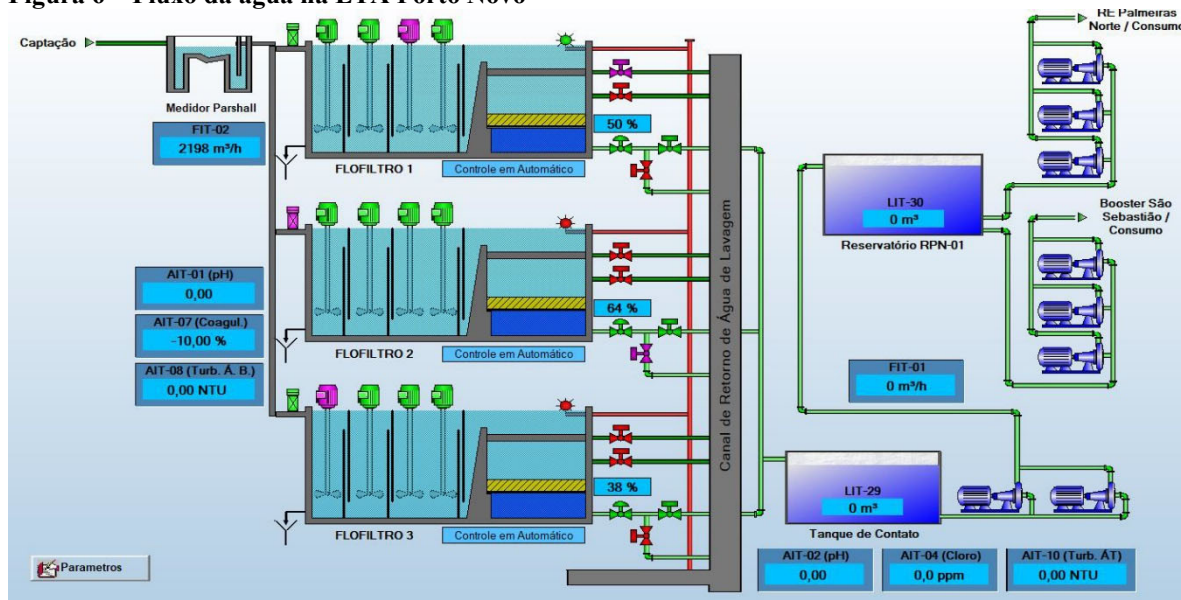 Figura 6 – Fluxo da água na ETA Porto Novo
Captação
Medidor Parshall
FIT-02
2198 m³/h
FLOFILTRO 1
Controle em Automático
50 %
AIT-01 (pH)
0,00
AIT-07 (Coagul.)
-10,00 %
AIT-08 (Turb. Á. B.)
0,00 NTU
FLOFILTRO 2
Controle em Automático
64 %
FLOFILTRO 3
Controle em Automático
38 %
Parametros
Canal de Retorno de Água de Lavagem
RE Palmeiras
Norte / Consumo
LIT-30
0 m³
Reservatório RPN-01
Booster São
Sebastião /
Consumo
FIT-01
0 m³/h
LIT-29
0 m³
Tanque de Contato
AIT-02 (pH)
0,00
AIT-04 (Cloro)
0,0 ppm
AIT-10 (Turb. ÁT)
0,00 NTU